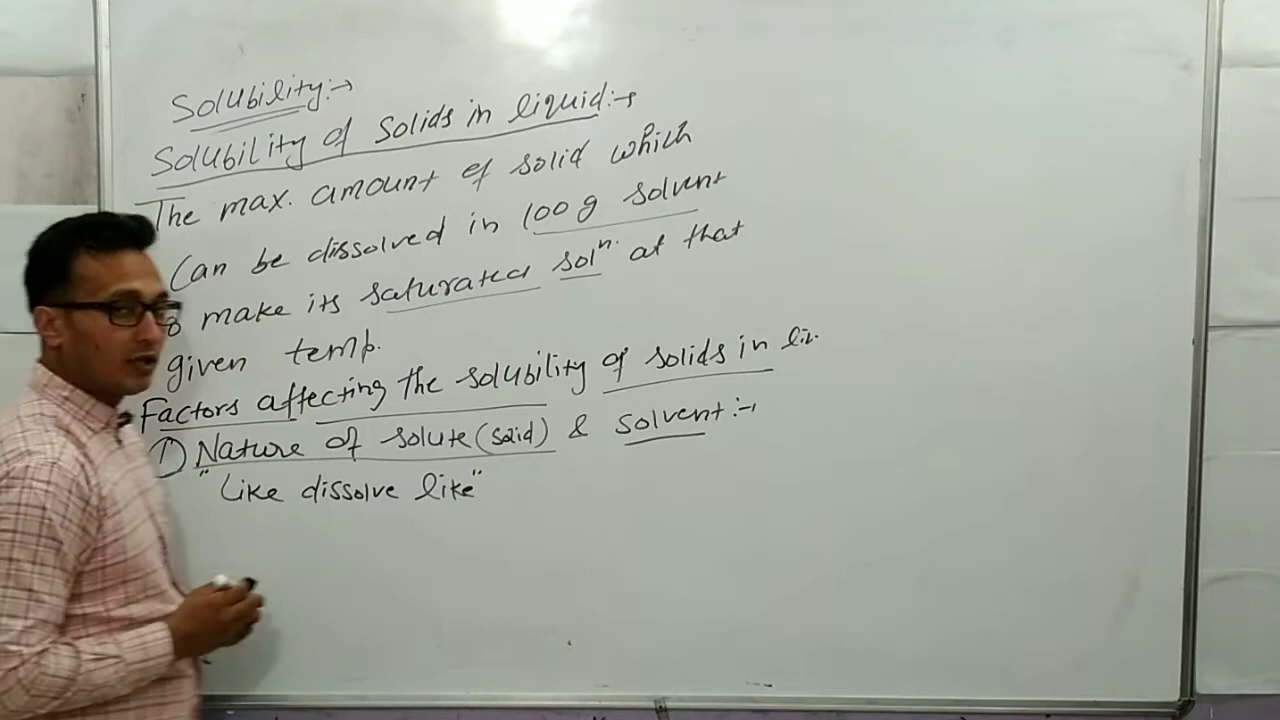 Solubility:→
Solubility of solids in liquid:→
The max. amount of solid which
Can be dissolved in 100 g solvent
make its saturated solⁿ. at that
given temp.
Factors affecting the solubility of solids in liq.
① Nature of solute (solid) & solvent:→
"Like dissolve like"